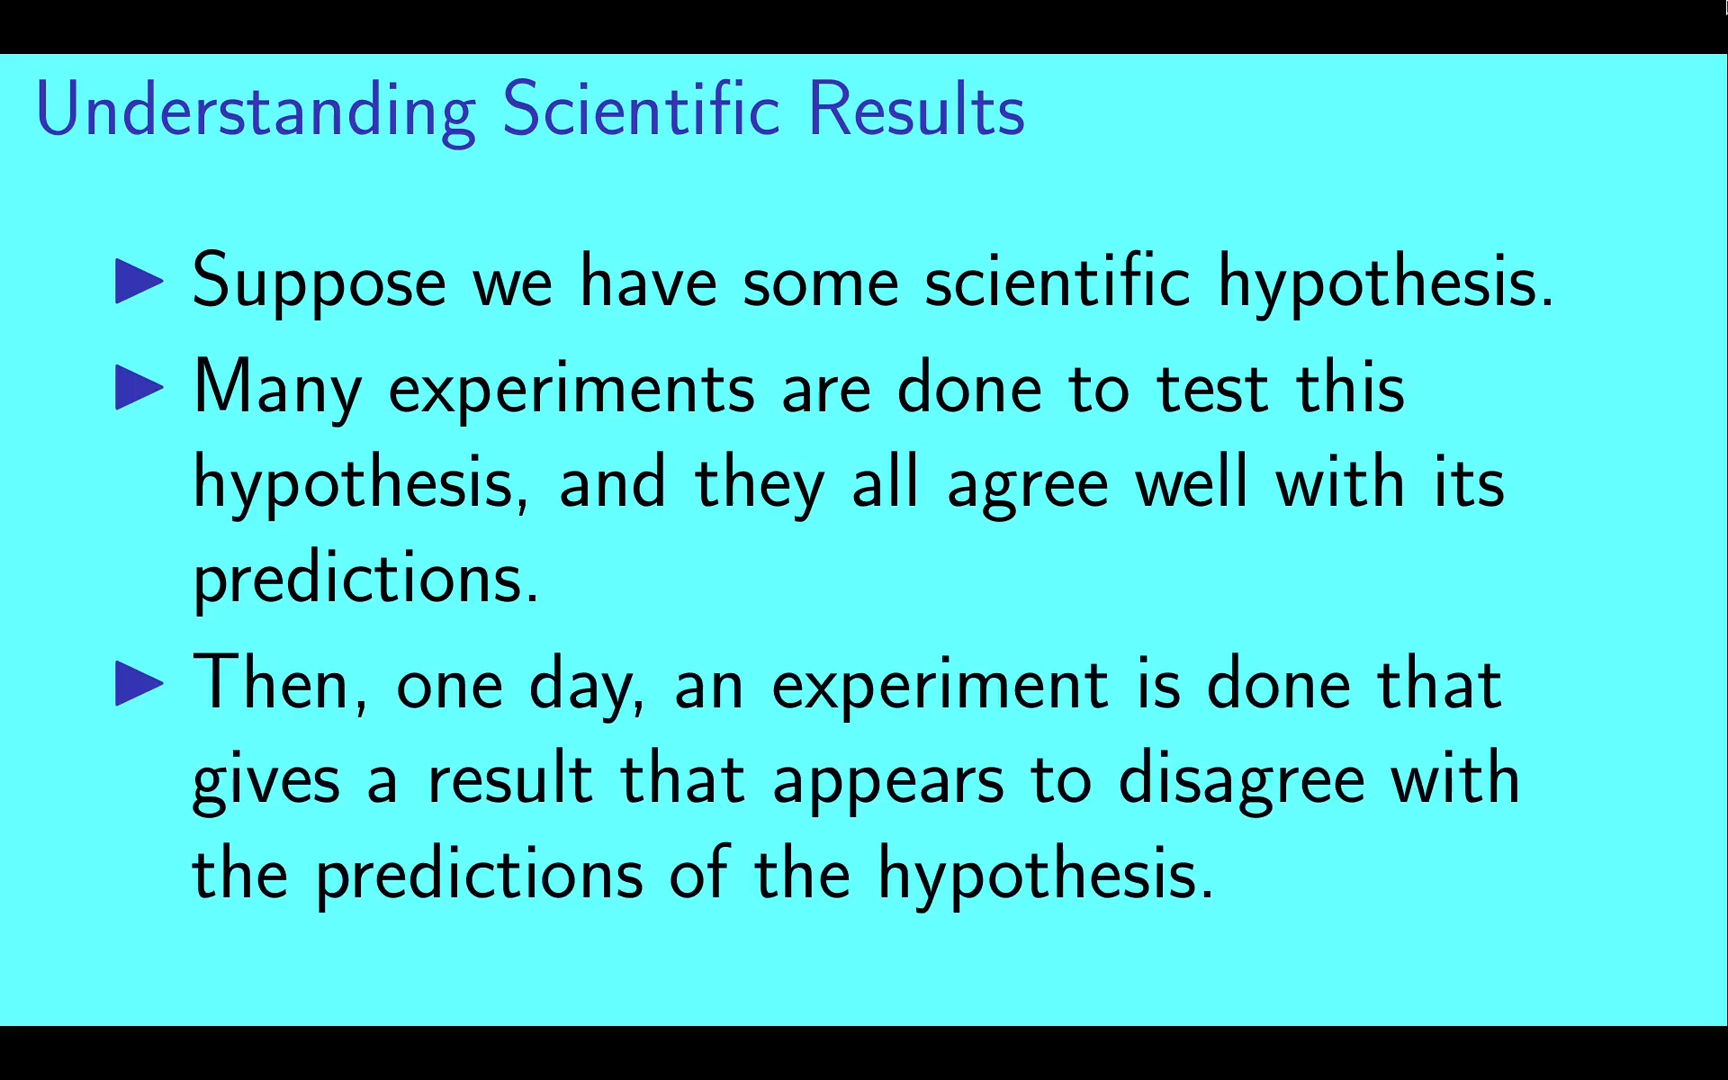 Understanding Scientific Results
Suppose we have some scientific hypothesis.
Many experiments are done to test this
hypothesis, and they all agree well with its
predictions.
Then, one day, an experiment is done that
gives a result that appears to disagree with
the predictions of the hypothesis.